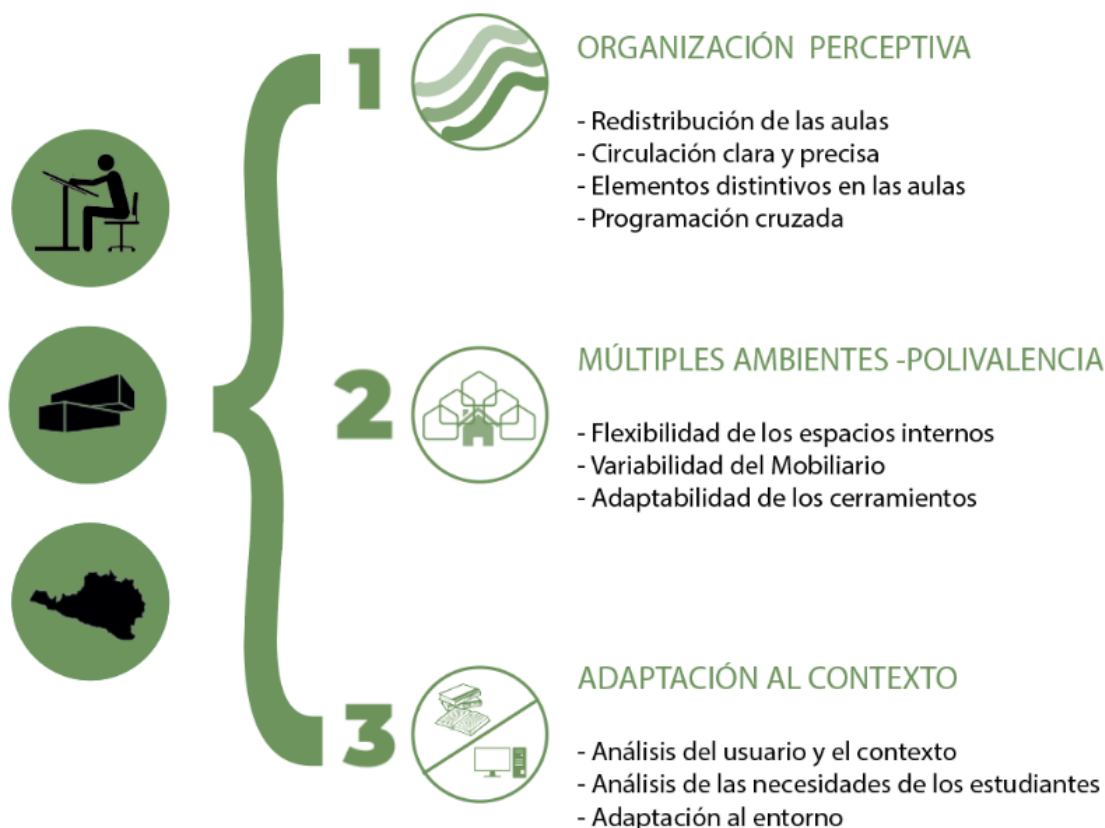 1
ORGANIZACIÓN PERCEPTIVA
- Redistribución de las aulas
- Circulación clara y precisa
- Elementos distintivos en las aulas
- Programación cruzada
2
MÚLTIPLES AMBIENTES -POLIVALENCIA
- Flexibilidad de los espacios internos
- Variabilidad del Mobiliario
- Adaptabilidad de los cerramientos
3
ADAPTACIÓN AL CONTEXTO
- Análisis del usuario y el contexto
- Análisis de las necesidades de los estudiantes
- Adaptación al entorno